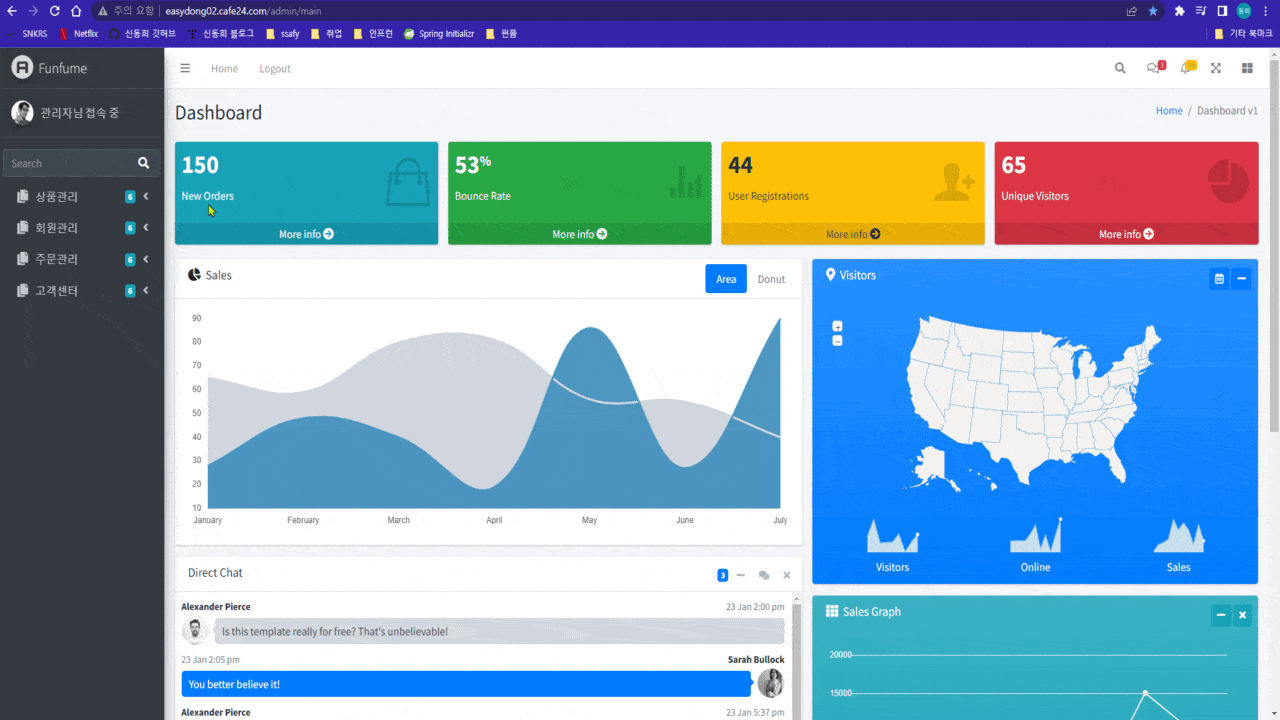 주의 요함 easydong02.cafe24.com/admin/main 동희
SNKRS Netflix 신동희 깃허브 신동희 블로그 ssafy 취업 인프런 Spring Initializr 펀퓸 기타 북마크
Funfume
관리자님 접속 중
Search
상품관리 6
회원관리 6
주문관리 6
고객센터 6
Home Logout 3
Dashboard
Home / Dashboard v1
150
New Orders
More info
53%
Bounce Rate
More info
44
User Registrations
More info
65
Unique Visitors
More info
Sales
Area Donut
90
80
70
60
50
40
30
20
10
January February March April May June July
Visitors
+
−
Visitors Online Sales
Direct Chat
3
Alexander Pierce 23 Jan 2:00 pm
Is this template really for free? That's unbelievable!
23 Jan 2:05 pm Sarah Bullock
You better believe it!
Alexander Pierce 23 Jan 5:37 pm
Sales Graph
20000
15000